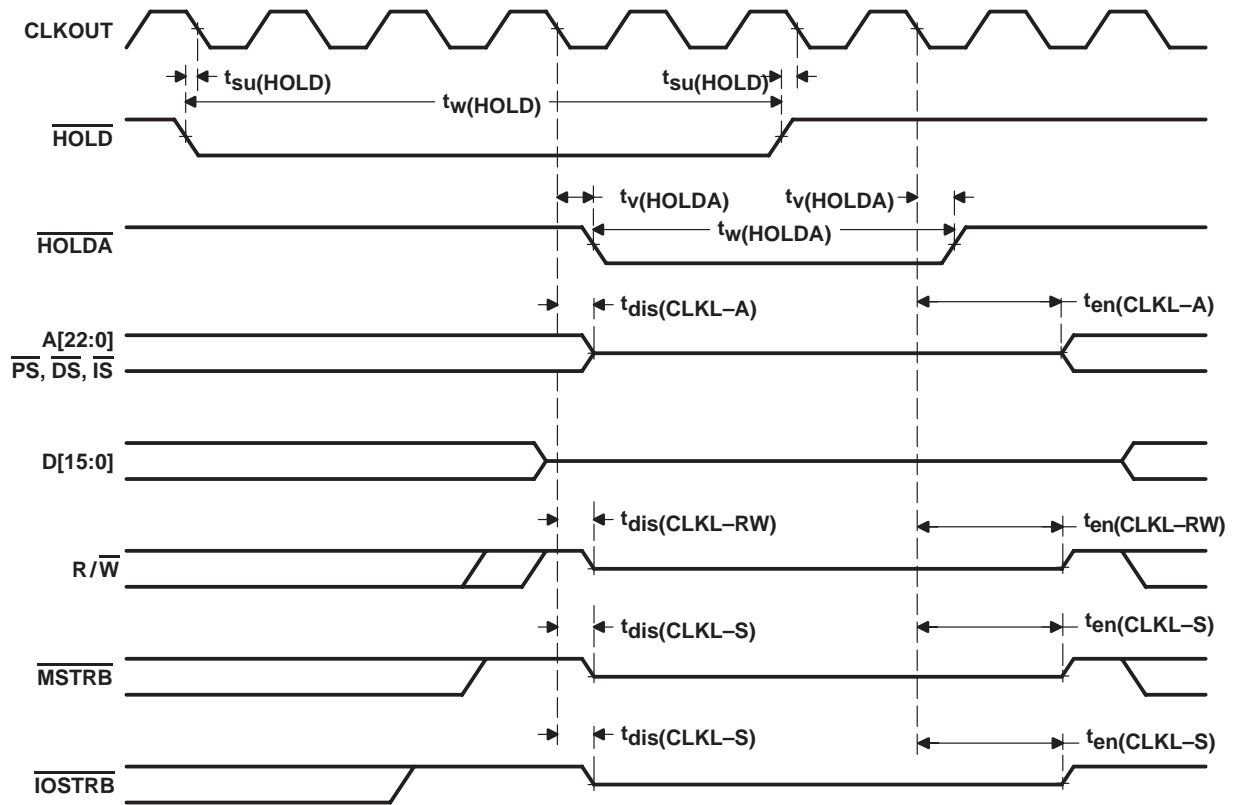 CLKOUT
tsu(HOLD)
tsu(HOLD)
tw(HOLD)
HOLD
tv(HOLDA)
tv(HOLDA)
HOLDA
tw(HOLDA)
tdis(CLKL–A)
ten(CLKL–A)
A[22:0]
PS, DS, IS
D[15:0]
tdis(CLKL–RW)
ten(CLKL–RW)
R/W
tdis(CLKL–S)
ten(CLKL–S)
MSTRB
tdis(CLKL–S)
ten(CLKL–S)
IOSTRB